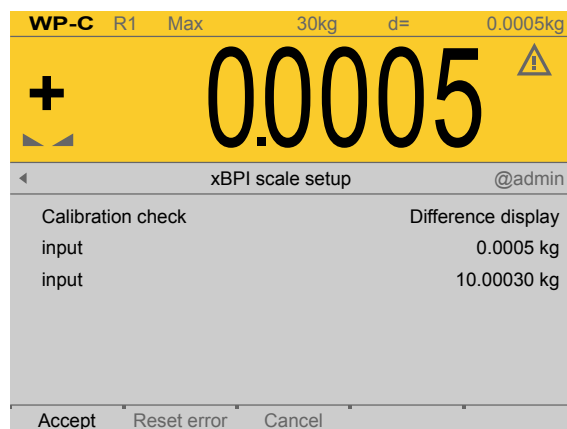 WP-C R1 Max 30kg d= 0.0005kg
+ 0.0005
xBPI scale setup @admin
Calibration check Difference display
input 0.0005 kg
input 10.00030 kg
Accept Reset error Cancel